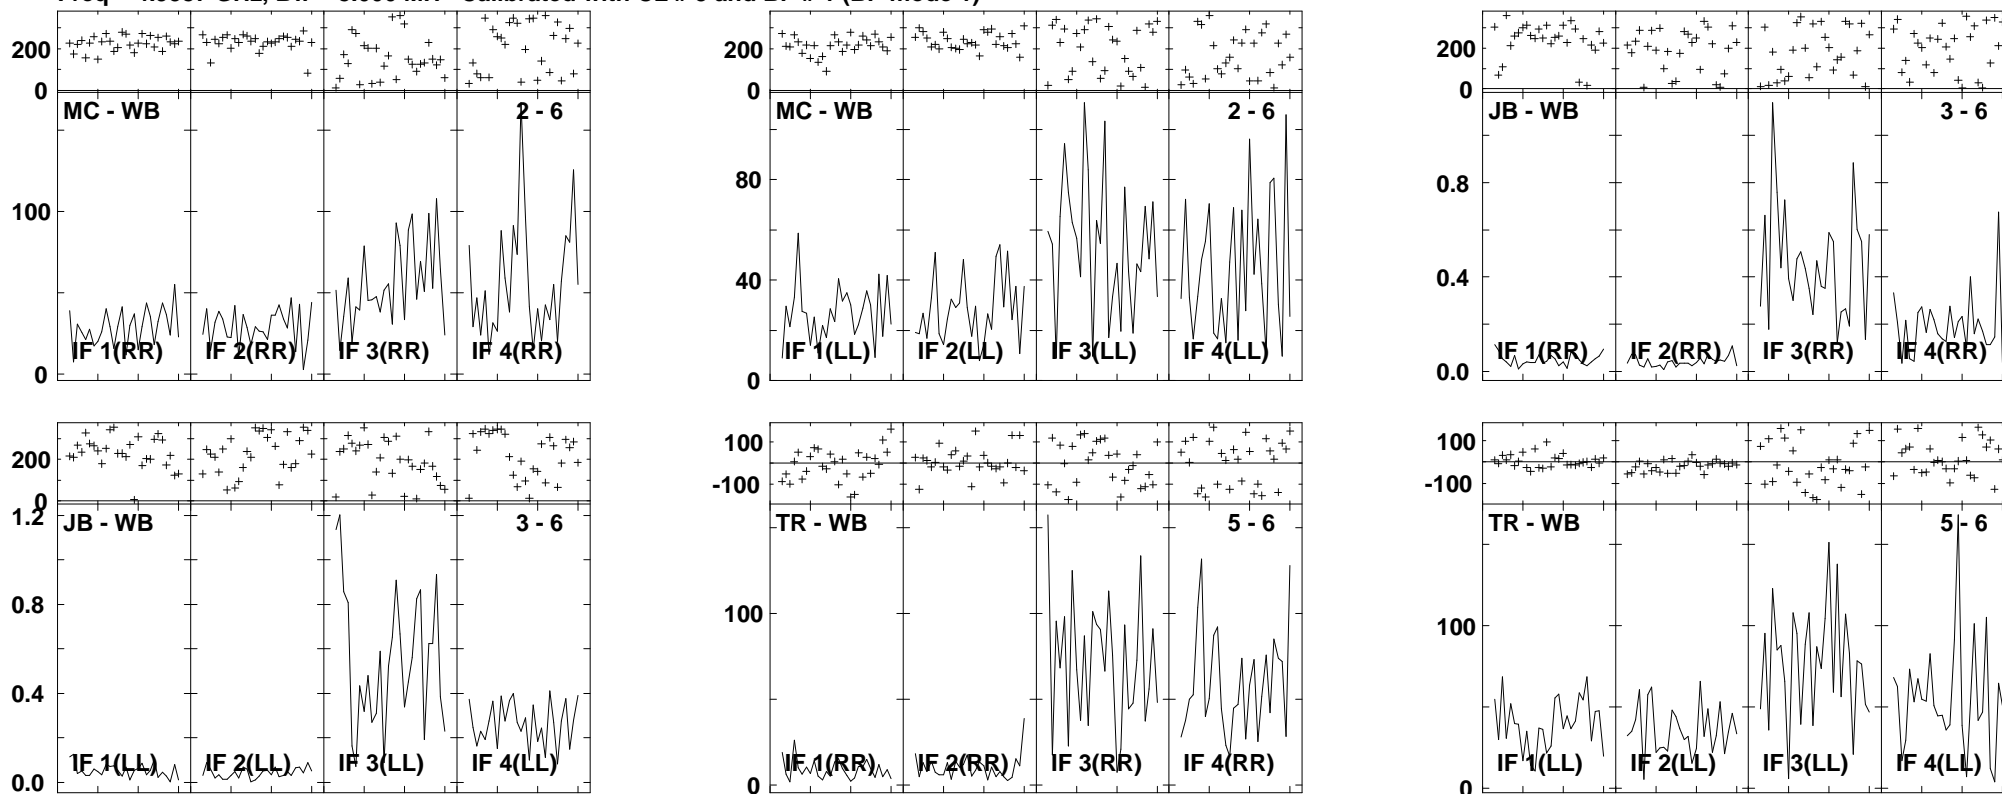 200
0
MC - WB 2 - 6
100
0
IF 1(RR) IF 2(RR) IF 3(RR) IF 4(RR)
200
0
MC - WB 2 - 6
80
40
0
IF 1(LL) IF 2(LL) IF 3(LL) IF 4(LL)
200
0
JB - WB 3 - 6
0.8
0.4
0.0
IF 1(RR) IF 2(RR) IF 3(RR) IF 4(RR)
200
0
1.2
JB - WB 3 - 6
0.8
0.4
0.0
IF 1(LL) IF 2(LL) IF 3(LL) IF 4(LL)
100
-100
TR - WB 5 - 6
100
0
IF 1(RR) IF 2(RR) IF 3(RR) IF 4(RR)
100
-100
TR - WB 5 - 6
100
0
IF 1(LL) IF 2(LL) IF 3(LL) IF 4(LL)